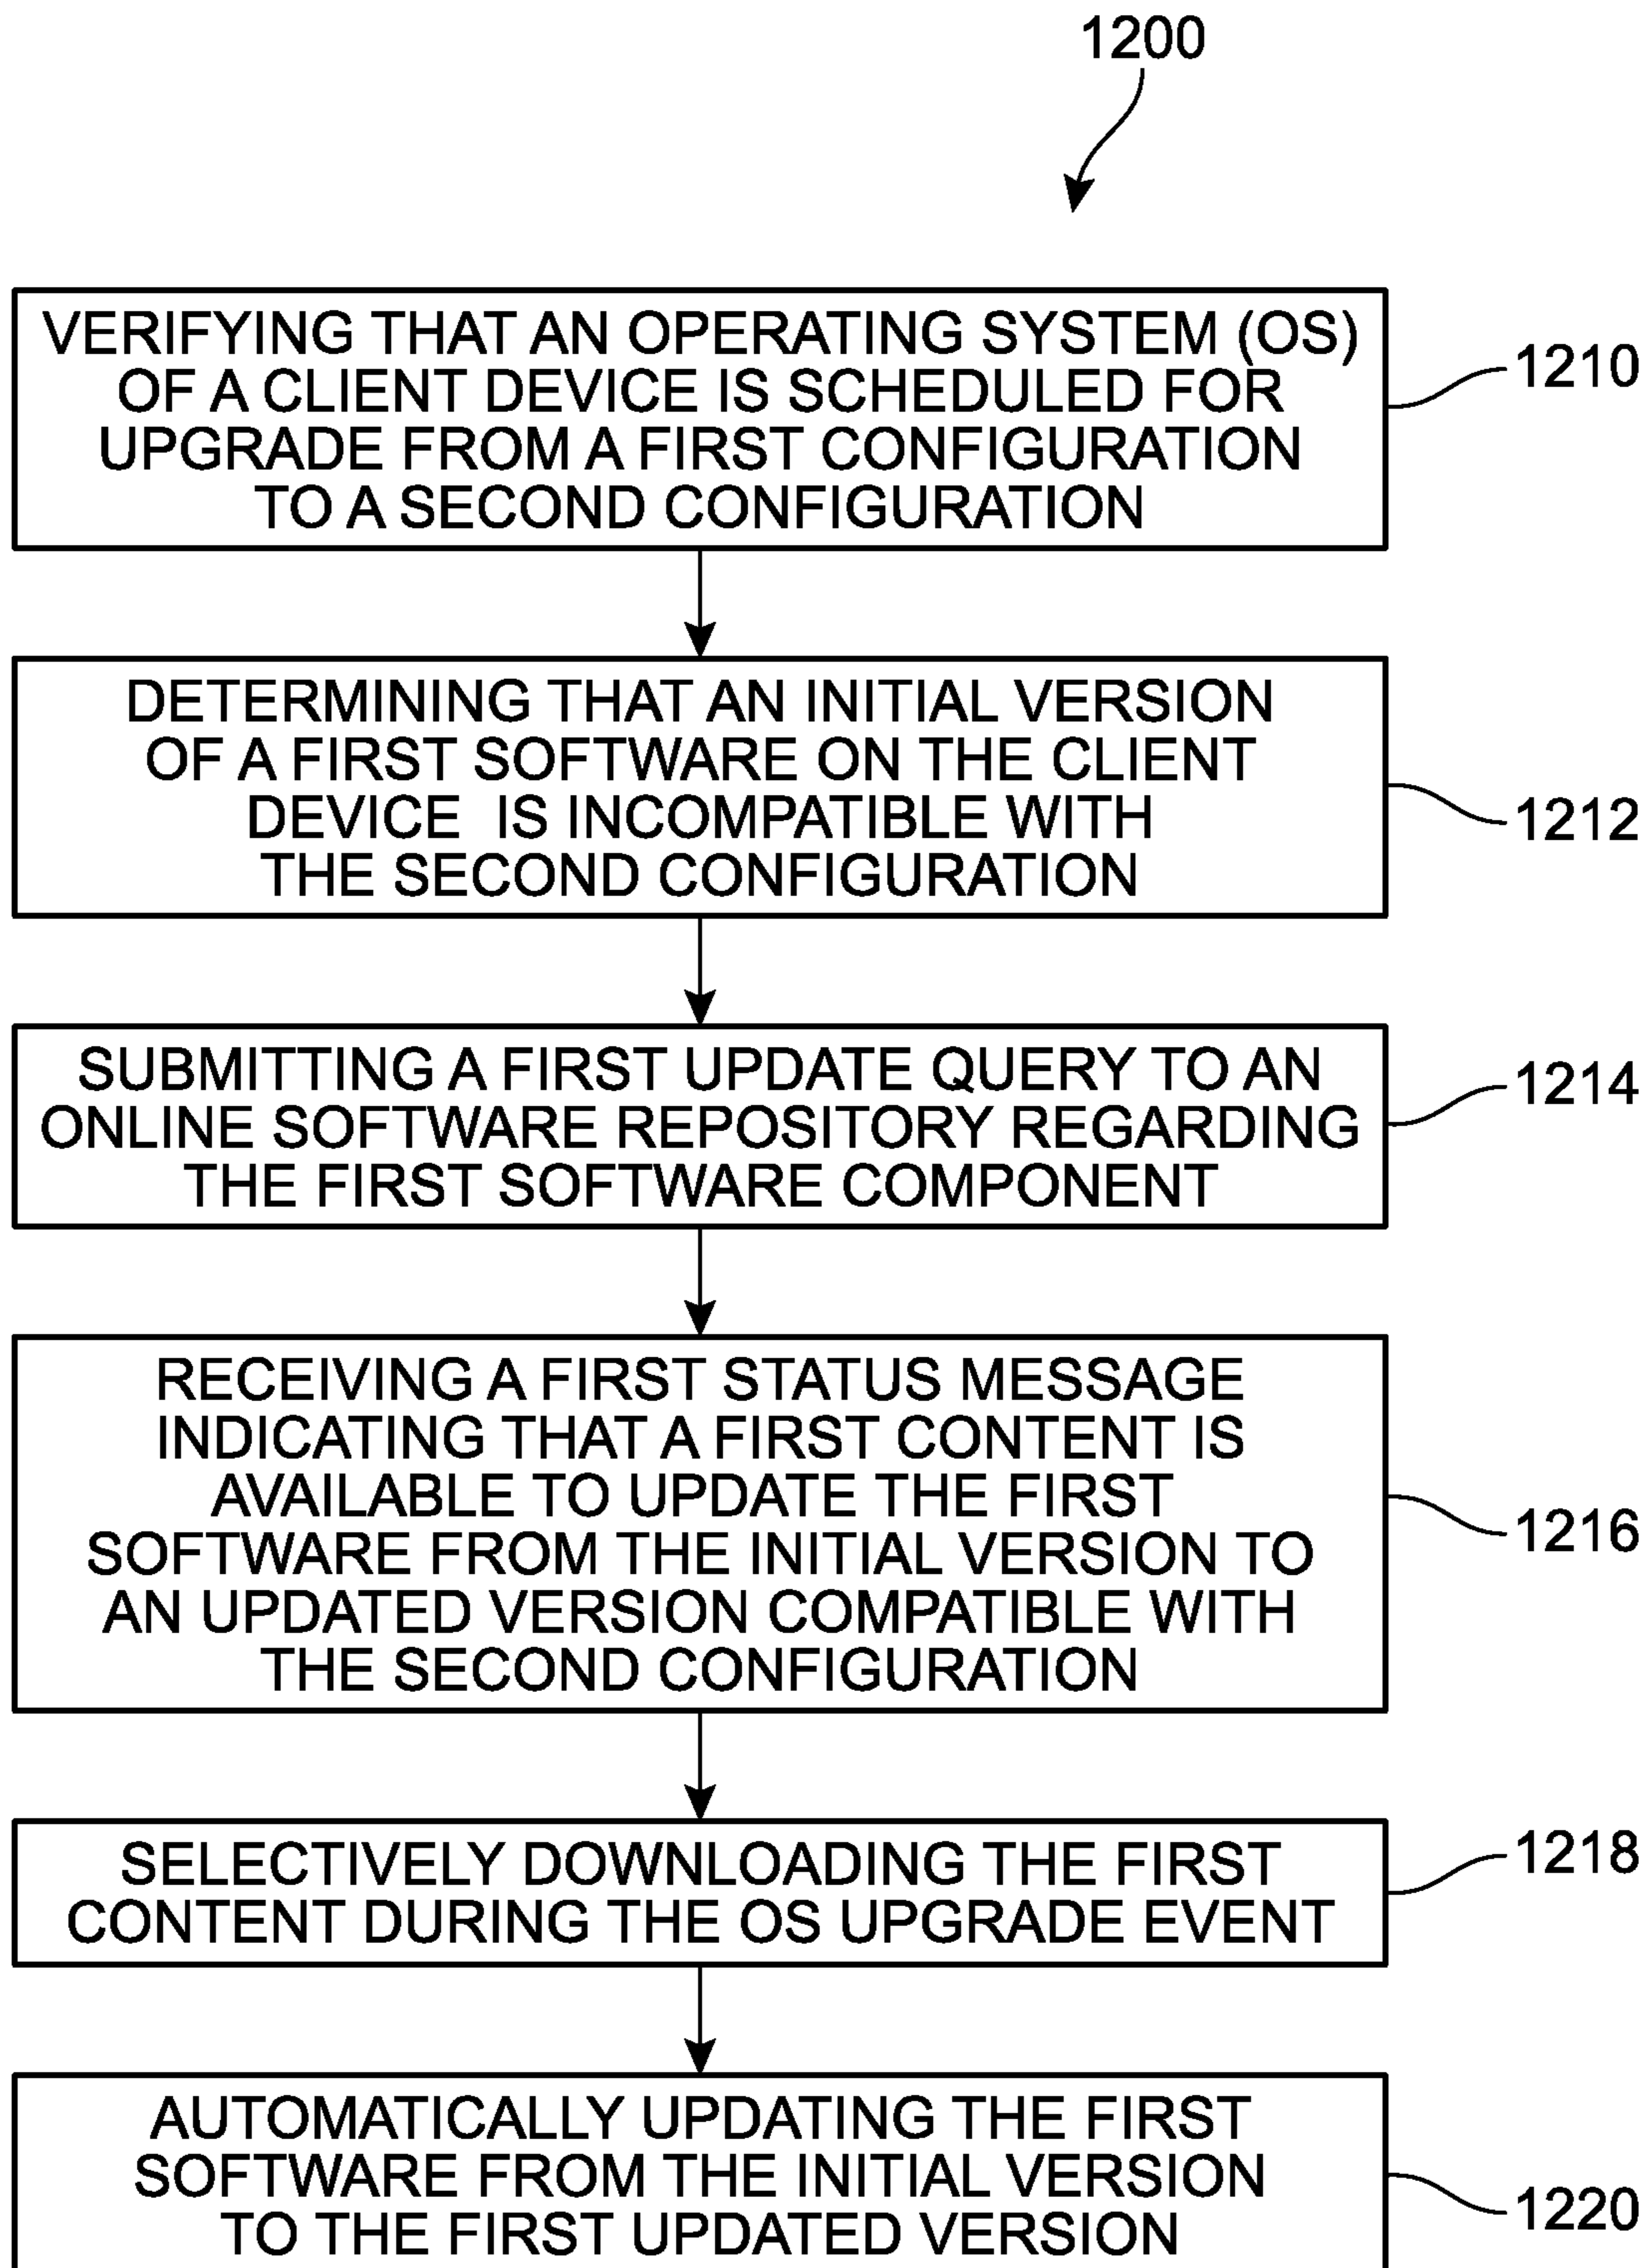 1200
VERIFYING THAT AN OPERATING SYSTEM (OS)
OF A CLIENT DEVICE IS SCHEDULED FOR
UPGRADE FROM A FIRST CONFIGURATION
TO A SECOND CONFIGURATION
1210
DETERMINING THAT AN INITIAL VERSION
OF A FIRST SOFTWARE ON THE CLIENT
DEVICE IS INCOMPATIBLE WITH
THE SECOND CONFIGURATION
1212
SUBMITTING A FIRST UPDATE QUERY TO AN
ONLINE SOFTWARE REPOSITORY REGARDING
THE FIRST SOFTWARE COMPONENT
1214
RECEIVING A FIRST STATUS MESSAGE
INDICATING THAT A FIRST CONTENT IS
AVAILABLE TO UPDATE THE FIRST
SOFTWARE FROM THE INITIAL VERSION TO
AN UPDATED VERSION COMPATIBLE WITH
THE SECOND CONFIGURATION
1216
SELECTIVELY DOWNLOADING THE FIRST
CONTENT DURING THE OS UPGRADE EVENT
1218
AUTOMATICALLY UPDATING THE FIRST
SOFTWARE FROM THE INITIAL VERSION
TO THE FIRST UPDATED VERSION
1220